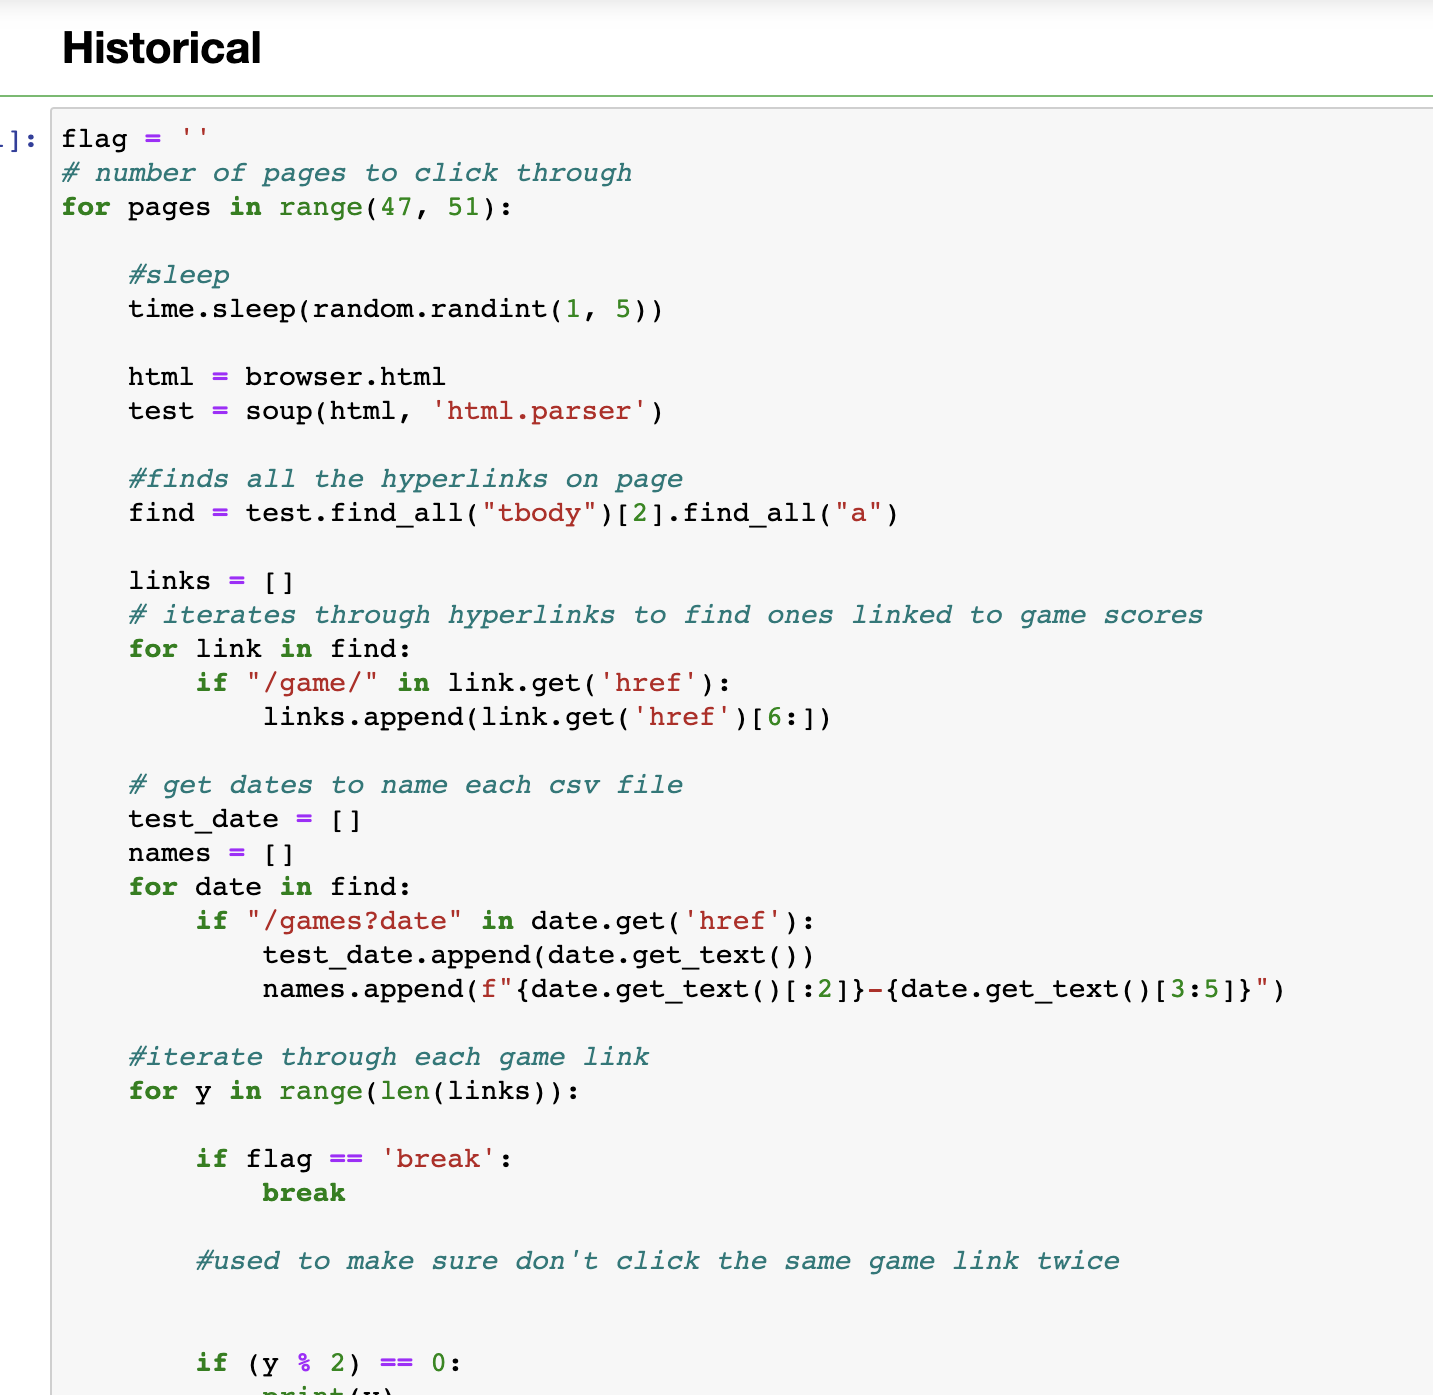 Historical
]:
flag = ''
# number of pages to click through
for pages in range(47, 51):
#sleep
time.sleep(random.randint(1, 5))
html = browser.html
test = soup(html, 'html.parser')
#finds all the hyperlinks on page
find = test.find_all("tbody")[2].find_all("a")
links = []
# iterates through hyperlinks to find ones linked to game scores
for link in find:
if "/game/" in link.get('href'):
links.append(link.get('href')[6:])
# get dates to name each csv file
test_date = []
names = []
for date in find:
if "/games?date" in date.get('href'):
test_date.append(date.get_text())
names.append(f"{date.get_text()[:2]}-{date.get_text()[3:5]}")
#iterate through each game link
for y in range(len(links)):
if flag == 'break':
break
#used to make sure don't click the same game link twice
if (y % 2) == 0:
print(y)